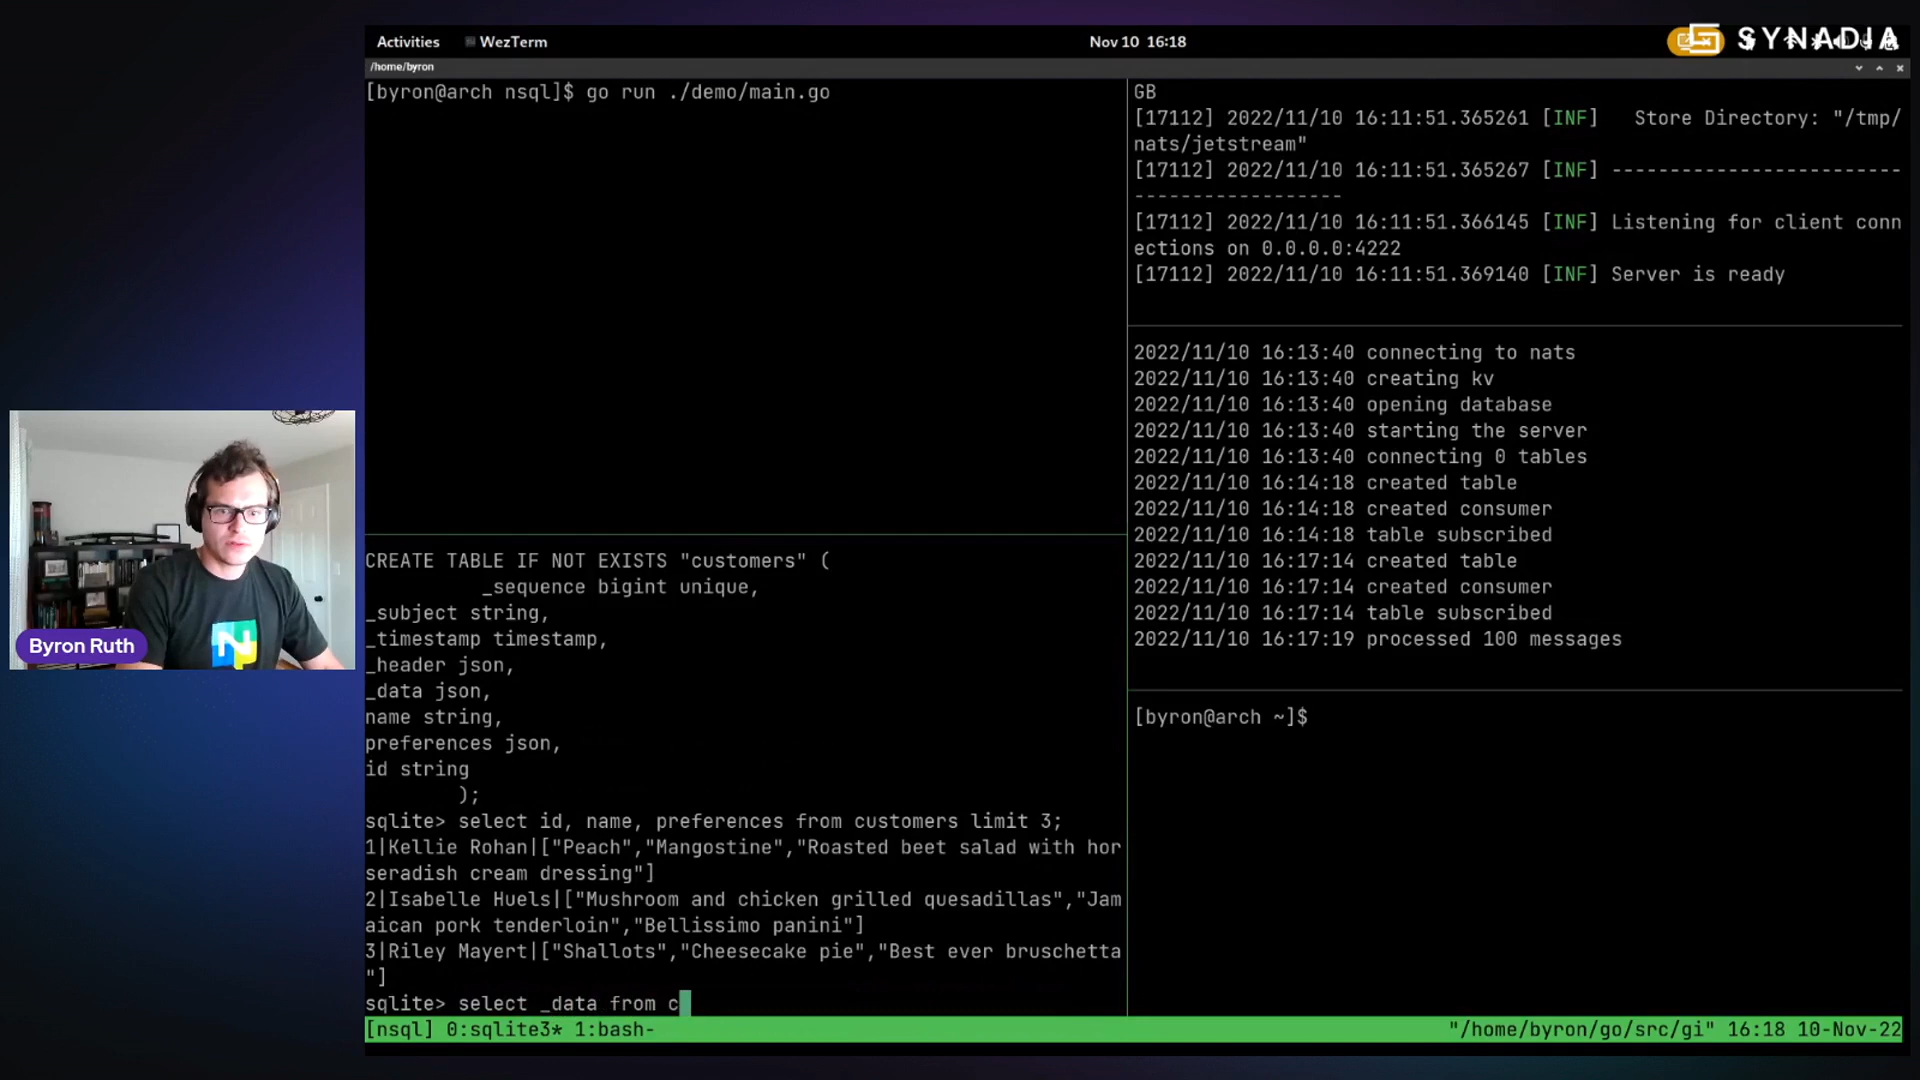 Activities WezTerm Nov 10 16:18
SYNADIA
/home/byron
[byron@arch nsql]$ go run ./demo/main.go
GB
[17112] 2022/11/10 16:11:51.365261 [INF]   Store Directory: "/tmp/
nats/jetstream"
[17112] 2022/11/10 16:11:51.365267 [INF] -------------------------
------------------
[17112] 2022/11/10 16:11:51.366145 [INF] Listening for client conn
ections on 0.0.0.0:4222
[17112] 2022/11/10 16:11:51.369140 [INF] Server is ready
2022/11/10 16:13:40 connecting to nats
2022/11/10 16:13:40 creating kv
2022/11/10 16:13:40 opening database
2022/11/10 16:13:40 starting the server
2022/11/10 16:13:40 connecting 0 tables
2022/11/10 16:14:18 created table
2022/11/10 16:14:18 created consumer
2022/11/10 16:14:18 table subscribed
2022/11/10 16:17:14 created table
2022/11/10 16:17:14 created consumer
2022/11/10 16:17:14 table subscribed
2022/11/10 16:17:19 processed 100 messages
[byron@arch ~]$
CREATE TABLE IF NOT EXISTS "customers" (
_sequence bigint unique,
_subject string,
_timestamp timestamp,
_header json,
_data json,
name string,
preferences json,
id string
);
sqlite> select id, name, preferences from customers limit 3;
1|Kellie Rohan|["Peach","Mangostine","Roasted beet salad with hor
seradish cream dressing"]
2|Isabelle Huels|["Mushroom and chicken grilled quesadillas","Jam
aican pork tenderloin","Bellissimo panini"]
3|Riley Mayert|["Shallots","Cheesecake pie","Best ever bruschetta
"]
sqlite> select _data from c
[nsql] 0:sqlite3* 1:bash- "/home/byron/go/src/gi" 16:18 10-Nov-22
N
Byron Ruth